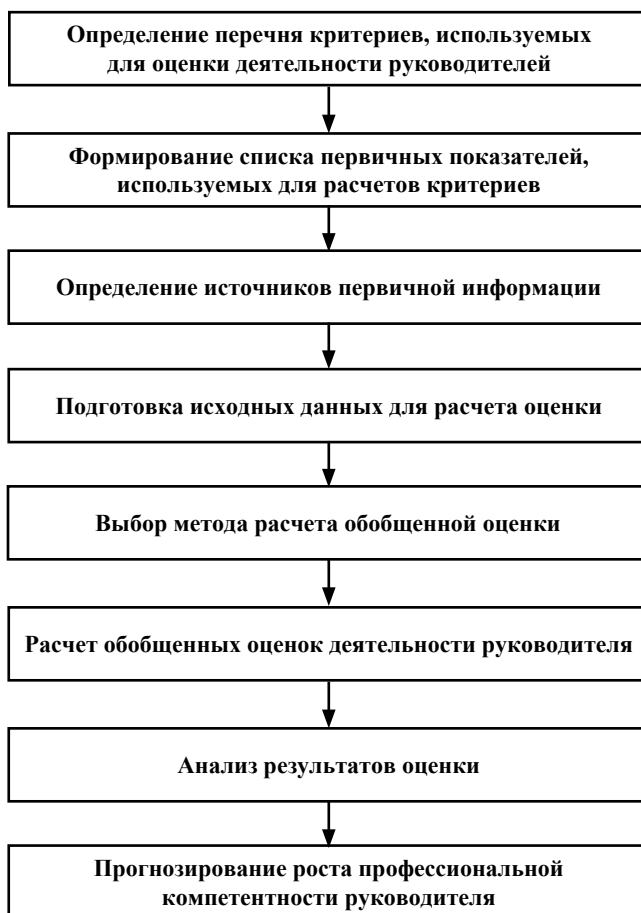 Определение перечня критериев, используемых
для оценки деятельности руководителей
Формирование списка первичных показателей,
используемых для расчетов критериев
Определение источников первичной информации
Подготовка исходных данных для расчета оценки
Выбор метода расчета обобщенной оценки
Расчет обобщенных оценок деятельности руководителя
Анализ результатов оценки
Прогнозирование роста профессиональной
компетентности руководителя